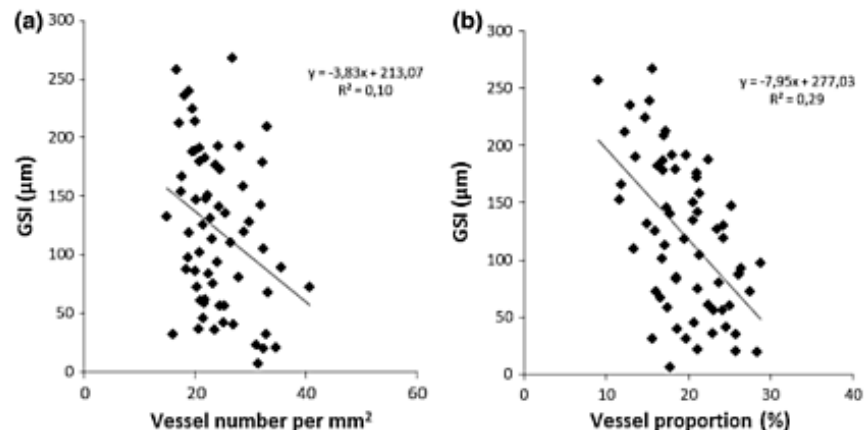 (a)
300
250
200
150
100
50
0
GSI (µm)
y = -3,83x + 213,07
R² = 0,10
0 20 40 60
Vessel number per mm²
(b)
300
250
200
150
100
50
0
GSI (µm)
y = -7,95x + 277,03
R² = 0,29
0 10 20 30 40
Vessel proportion (%)